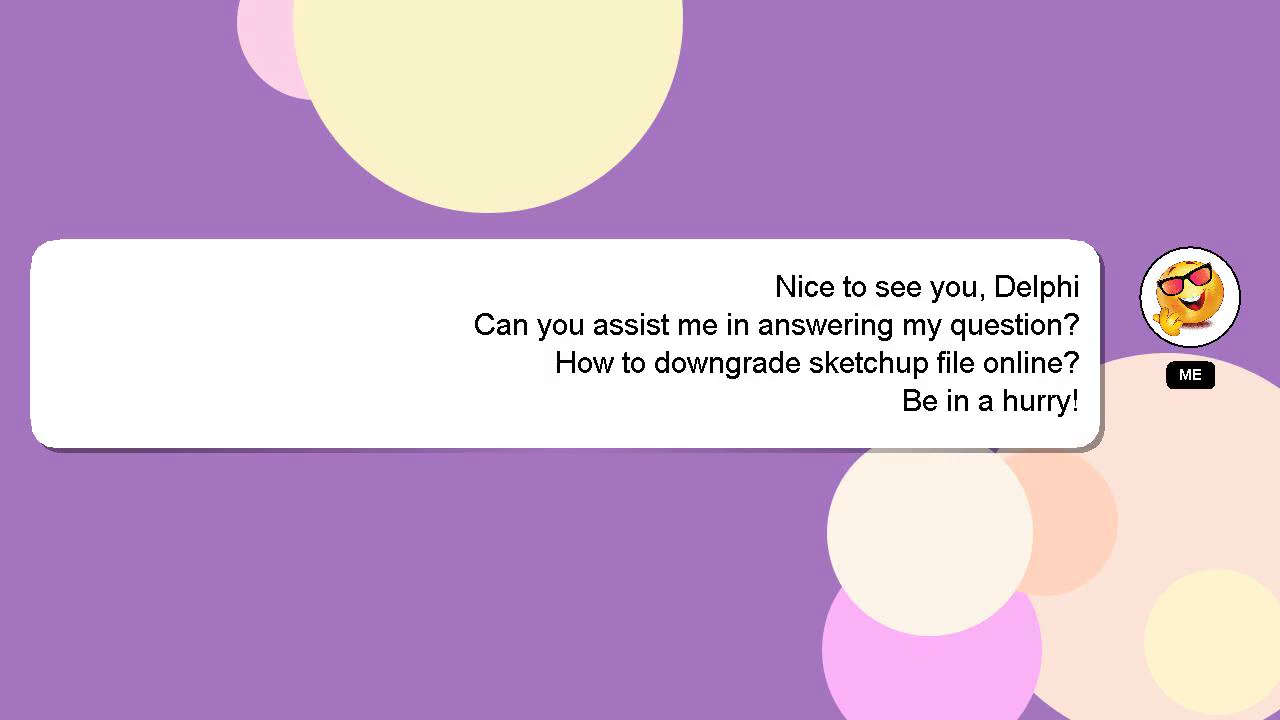 Nice to see you, Delphi
Can you assist me in answering my question?
How to downgrade sketchup file online?
Be in a hurry!
ME